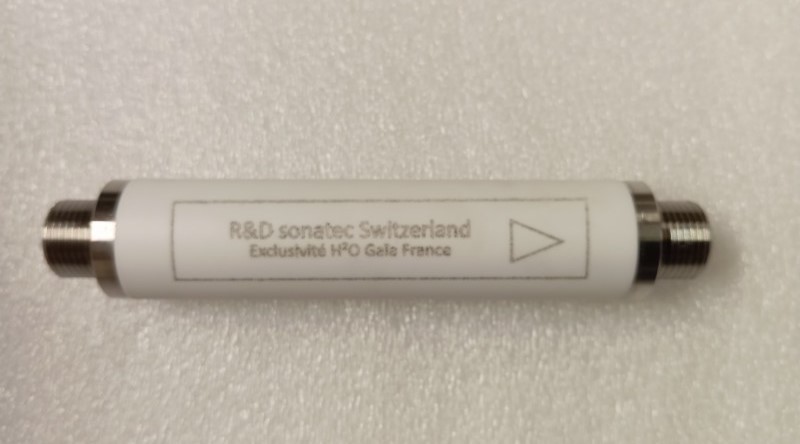 R&D sonatec Switzerland
Exclusivité H²O Gaïa France